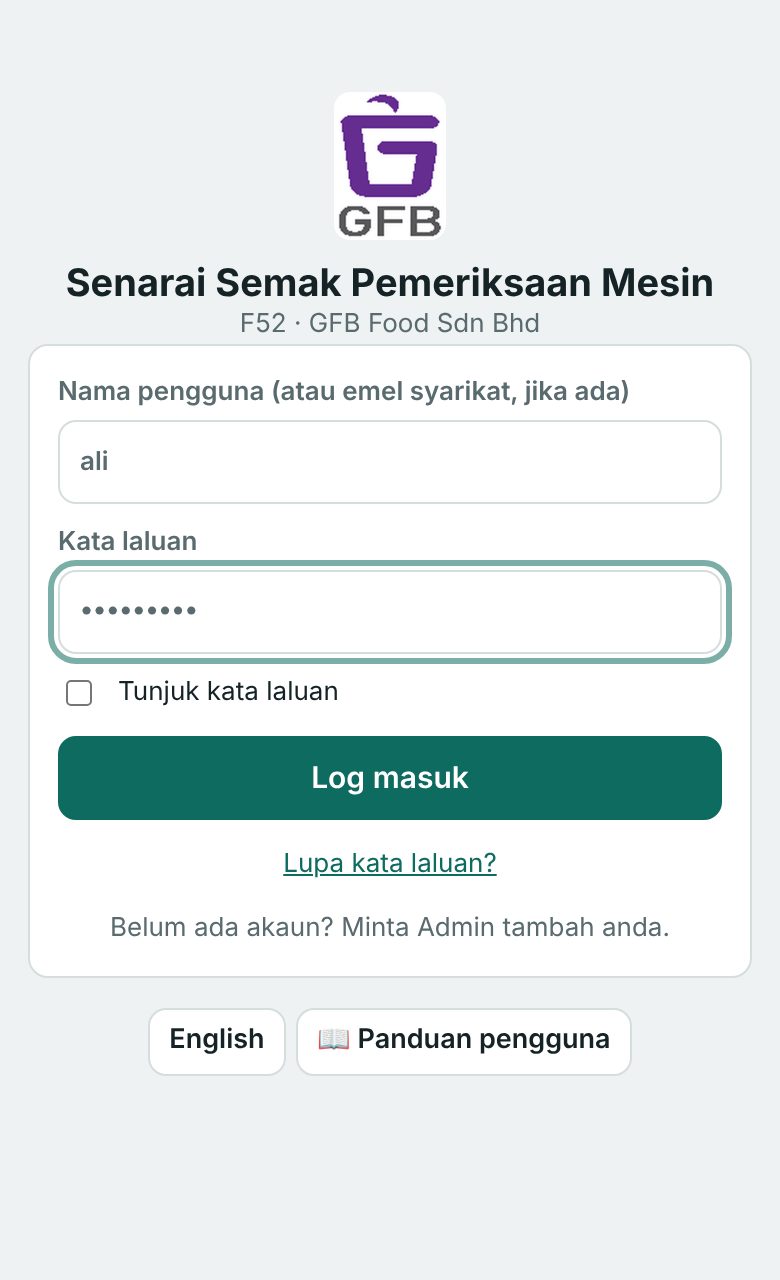 GFB
Senarai Semak Pemeriksaan Mesin
F52 · GFB Food Sdn Bhd
Nama pengguna (atau emel syarikat, jika ada)
ali
Kata laluan
•••••••••
Tunjuk kata laluan
Log masuk
Lupa kata laluan?
Belum ada akaun? Minta Admin tambah anda.
English
📖 Panduan pengguna